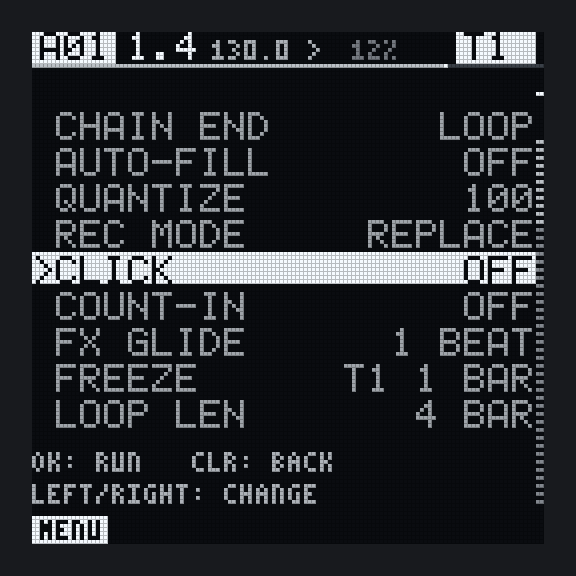 A01 1.4 130.0 > 12% T1
CHAIN END LOOP
AUTO-FILL OFF
QUANTIZE 100
REC MODE REPLACE
>CLICK OFF
COUNT-IN OFF
FX GLIDE 1 BEAT
FREEZE T1 1 BAR
LOOP LEN 4 BAR
OK: RUN CLR: BACK
LEFT/RIGHT: CHANGE
MENU